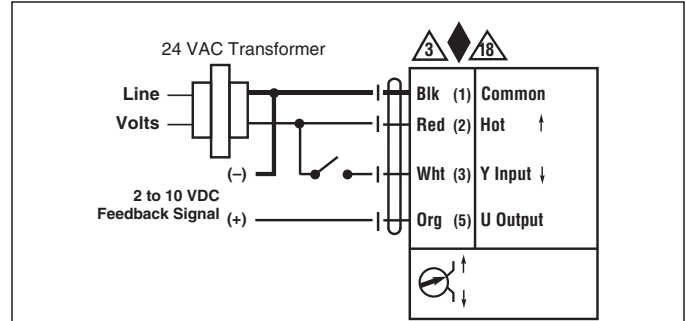 24 VAC Transformer
3
18
Line
Volts
Blk (1) Common
Red (2) Hot ↑
(–)
Wht (3) Y Input ↓
2 to 10 VDC
Feedback Signal (+)
Org (5) U Output
↑
↓